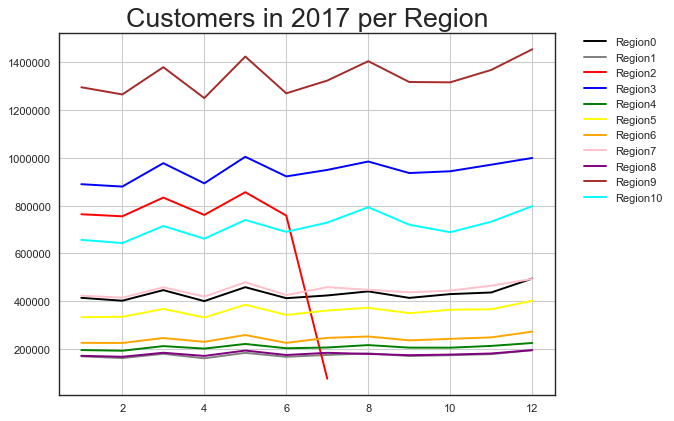 Customers in 2017 per Region
1400000
1200000
1000000
800000
600000
400000
200000
2 4 6 8 10 12
Region0
Region1
Region2
Region3
Region4
Region5
Region6
Region7
Region8
Region9
Region10